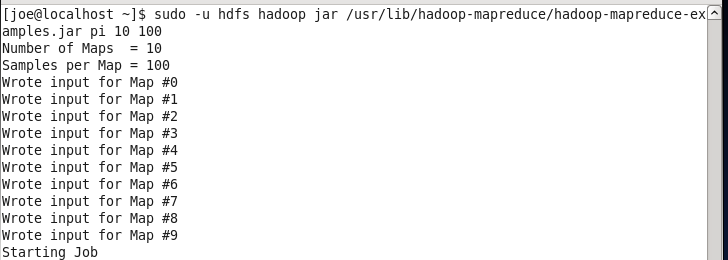 [joe@localhost ~]$ sudo -u hdfs hadoop jar /usr/lib/hadoop-mapreduce/hadoop-mapreduce-ex
amples.jar pi 10 100
Number of Maps  = 10
Samples per Map = 100
Wrote input for Map #0
Wrote input for Map #1
Wrote input for Map #2
Wrote input for Map #3
Wrote input for Map #4
Wrote input for Map #5
Wrote input for Map #6
Wrote input for Map #7
Wrote input for Map #8
Wrote input for Map #9
Starting Job